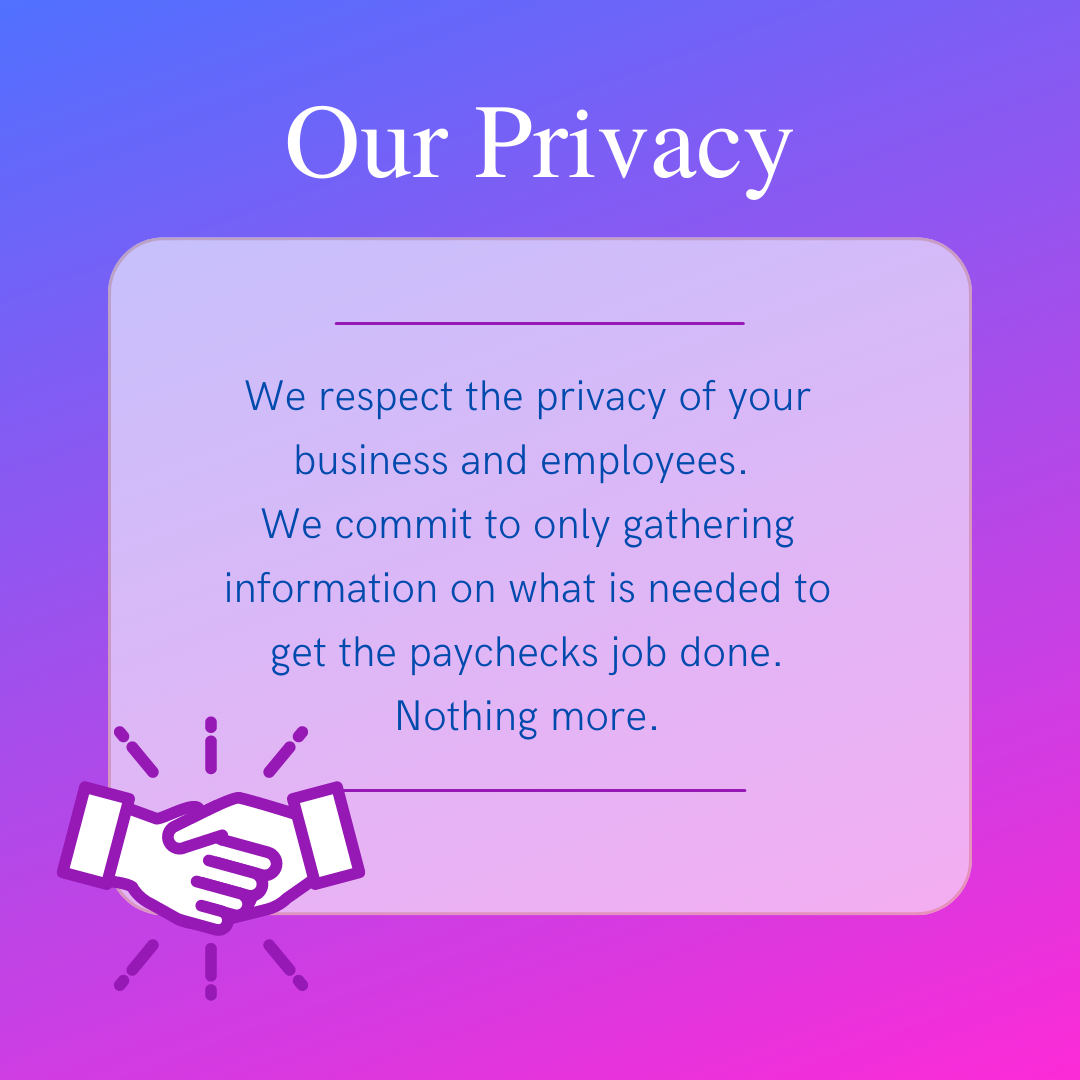 Our Privacy
We respect the privacy of your
business and employees.
We commit to only gathering
information on what is needed to
get the paychecks job done.
Nothing more.